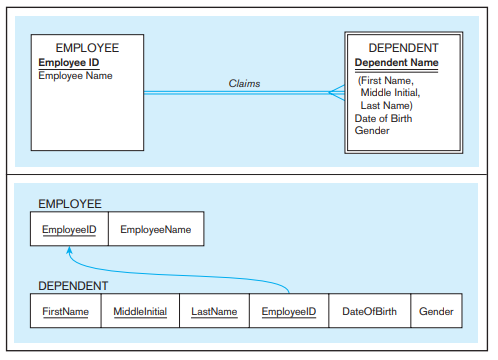 EMPLOYEE
Employee ID
Employee Name
Claims
DEPENDENT
Dependent Name
(First Name,
Middle Initial,
Last Name)
Date of Birth
Gender
EMPLOYEE
EmployeeID EmployeeName
DEPENDENT
FirstName MiddleInitial LastName EmployeeID DateOfBirth Gender